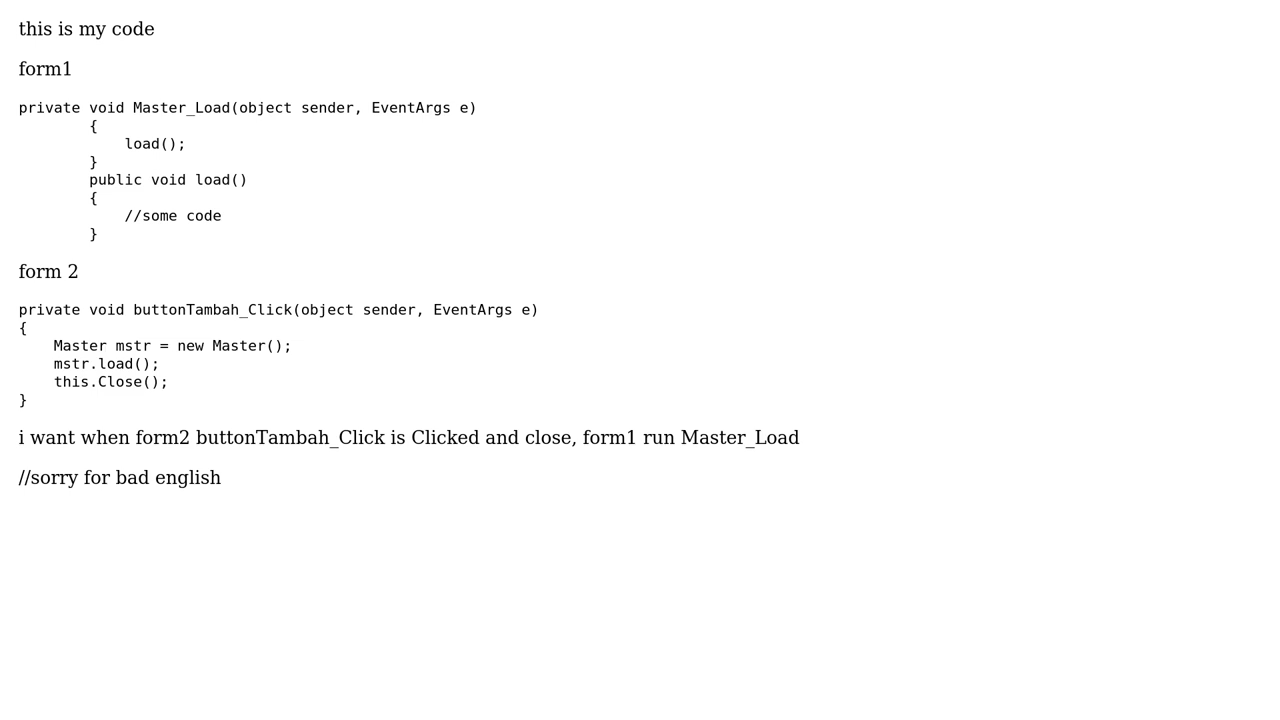 this is my code
form1
private void Master_Load(object sender, EventArgs e)
        {
            load();
        }
        public void load()
        {
            //some code
        }
form 2
private void buttonTambah_Click(object sender, EventArgs e)
{
    Master mstr = new Master();
    mstr.load();
    this.Close();
}
i want when form2 buttonTambah_Click is Clicked and close, form1 run Master_Load
//sorry for bad english